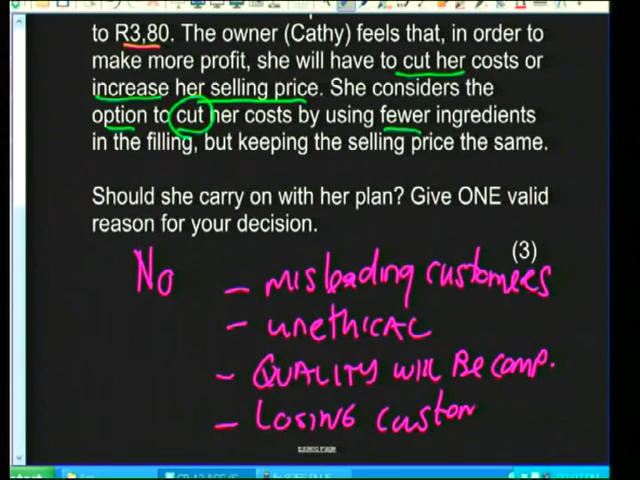 to R3,80. The owner (Cathy) feels that, in order to
make more profit, she will have to cut her costs or
increase her selling price. She considers the
option to cut her costs by using fewer ingredients
in the filling, but keeping the selling price the same.
Should she carry on with her plan? Give ONE valid
reason for your decision.
(3)
No – misleading customers
– unethicAL
– QUALITY will Be comp.
– Losing custom